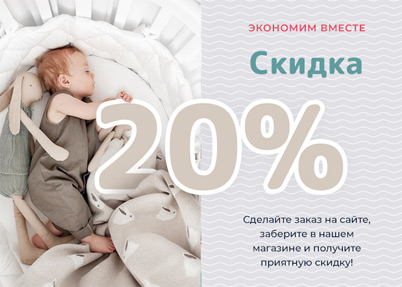 ЭКОНОМИМ ВМЕСТЕ
Скидка
20%
Сделайте заказ на сайте,
заберите в нашем
магазине и получите
приятную скидку!